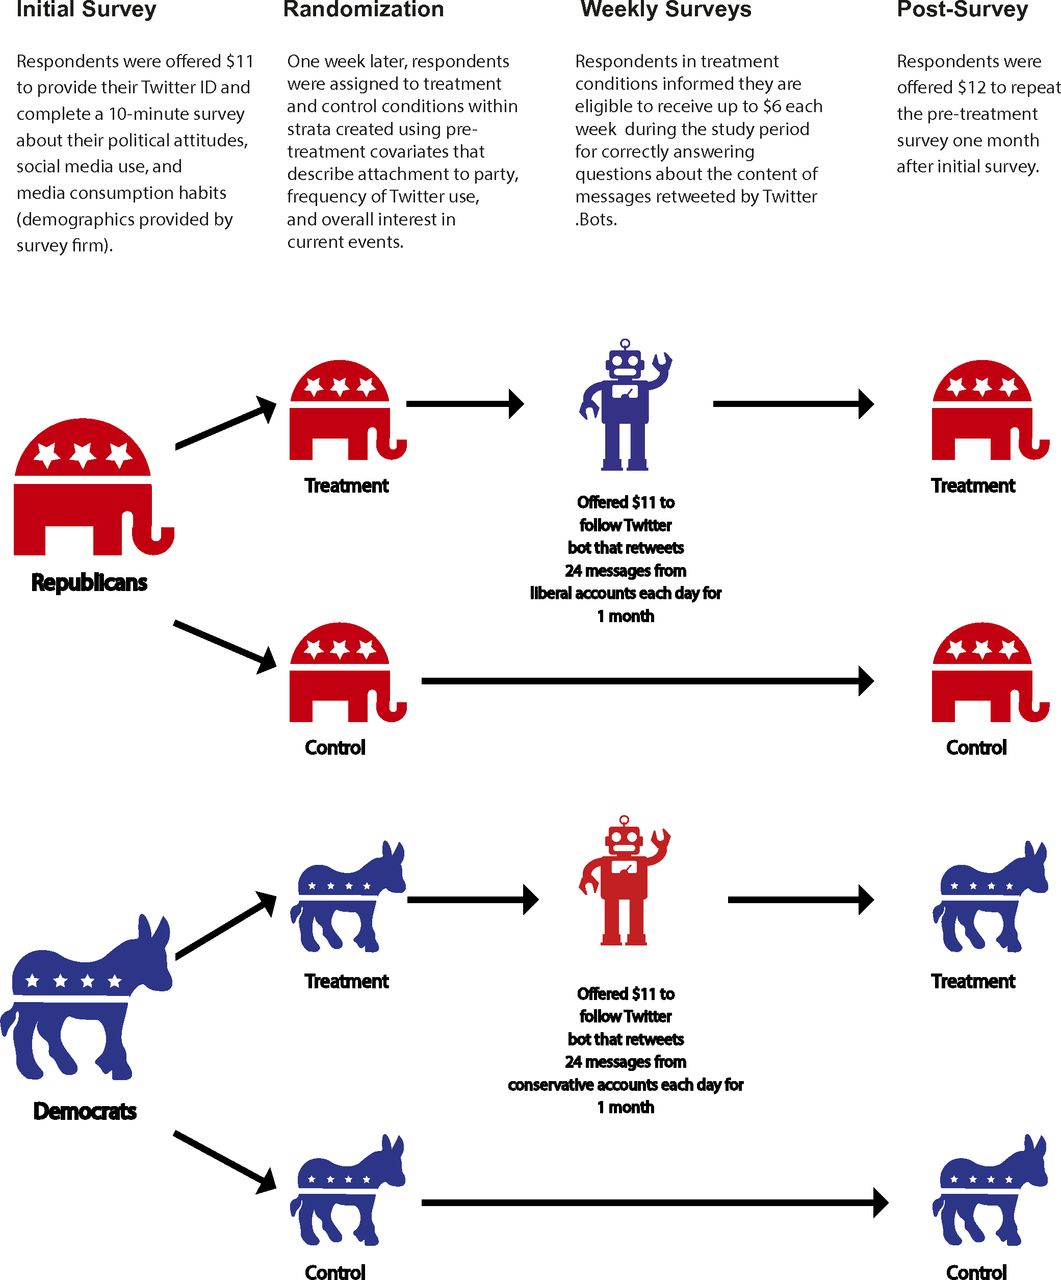 Initial Survey
Respondents were offered $11
to provide their Twitter ID and
complete a 10-minute survey
about their political attitudes,
social media use, and
media consumption habits
(demographics provided by
survey firm).
Randomization
One week later, respondents
were assigned to treatment
and control conditions within
strata created using pre-
treatment covariates that
describe attachment to party,
frequency of Twitter use,
and overall interest in
current events.
Weekly Surveys
Respondents in treatment
conditions informed they are
eligible to receive up to $6 each
week  during the study period
for correctly answering
questions about the content of
messages retweeted by Twitter
.Bots.
Post-Survey
Respondents were
offered $12 to repeat
the pre-treatment
survey one month
after initial survey.
Republicans
Treatment
Offered $11 to
follow Twitter
bot that retweets
24 messages from
liberal accounts each day for
1 month
Treatment
Control
Control
Democrats
Treatment
Offered $11 to
follow Twitter
bot that retweets
24 messages from
conservative accounts each day for
1 month
Treatment
Control
Control